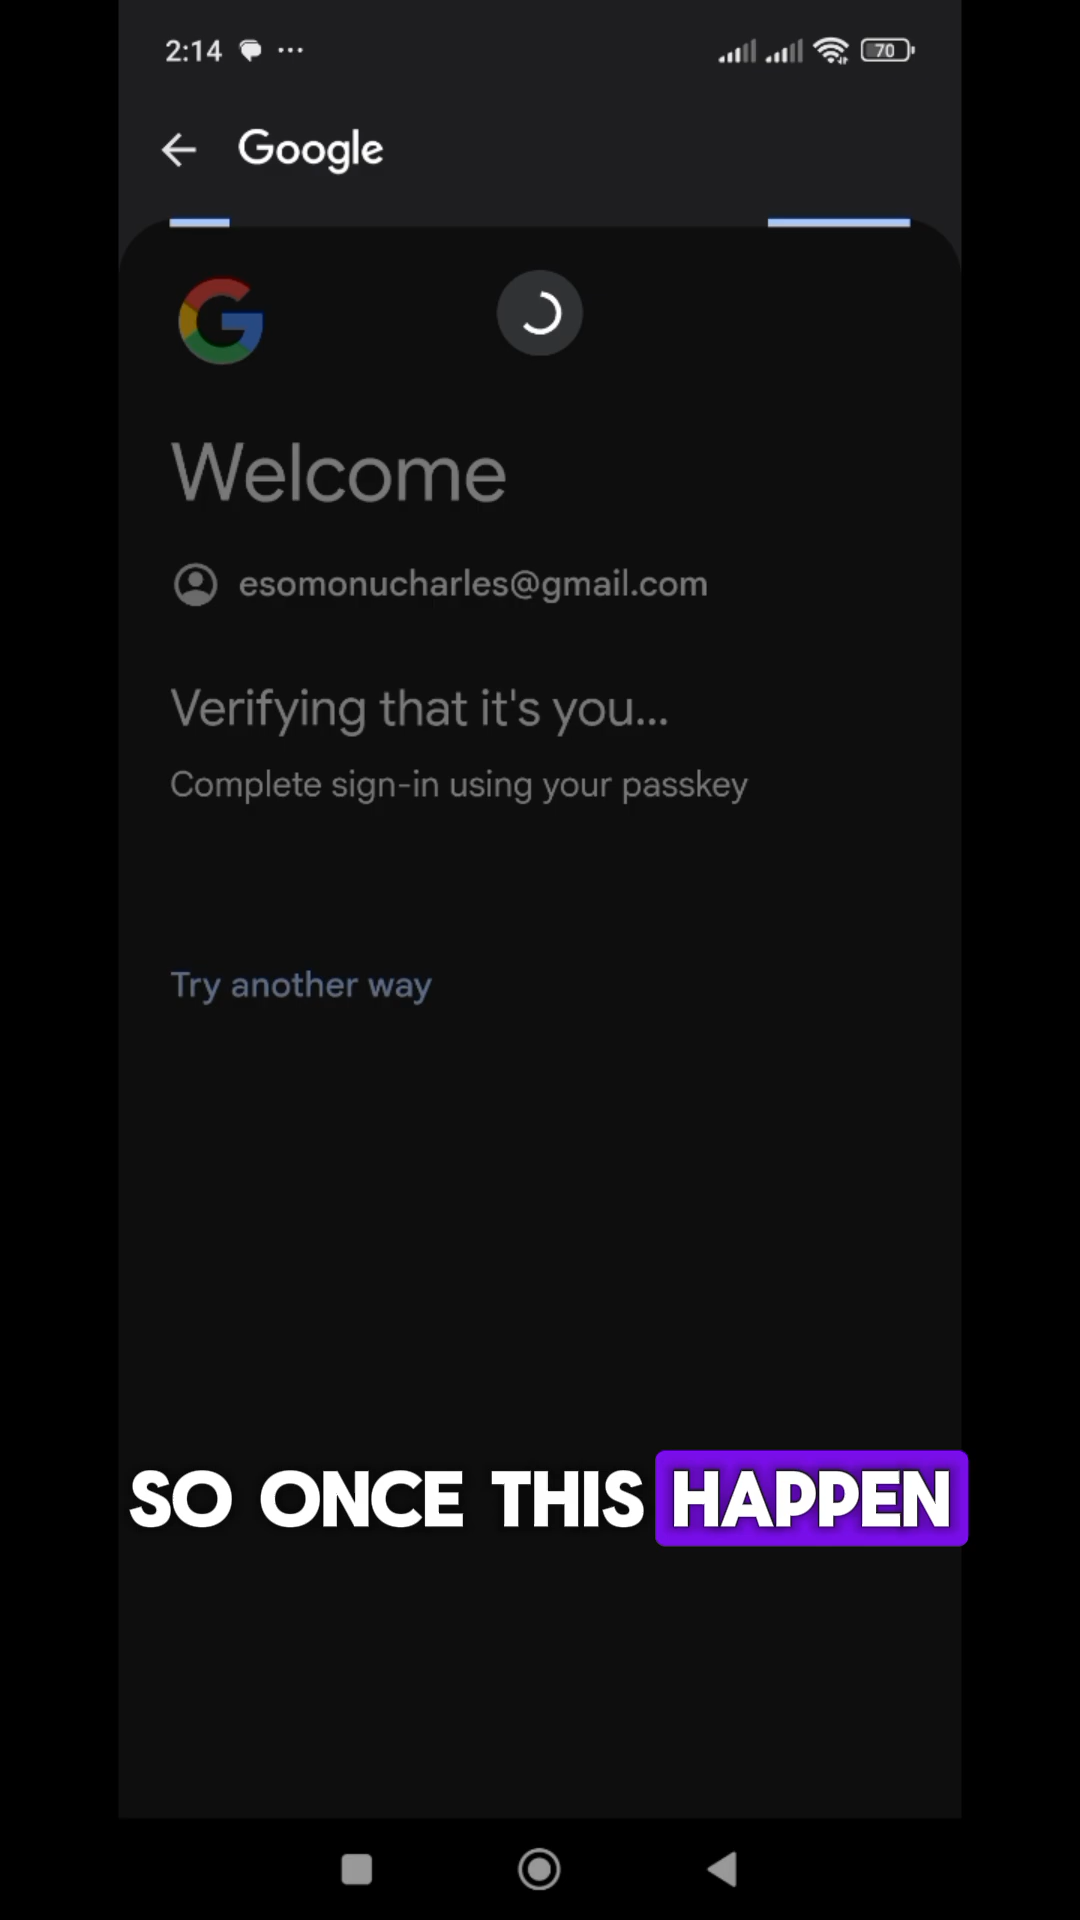 2:14
70
Google
Welcome
esomonucharles@gmail.com
Verifying that it's you...
Complete sign-in using your passkey
Try another way
SO ONCE THIS HAPPEN